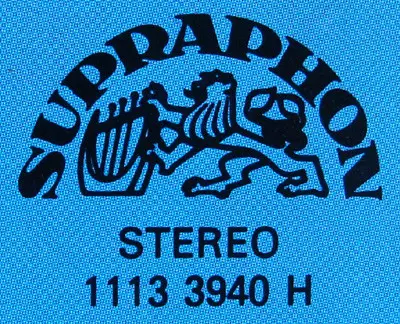 SUPRAPHON
STEREO
1113 3940 H